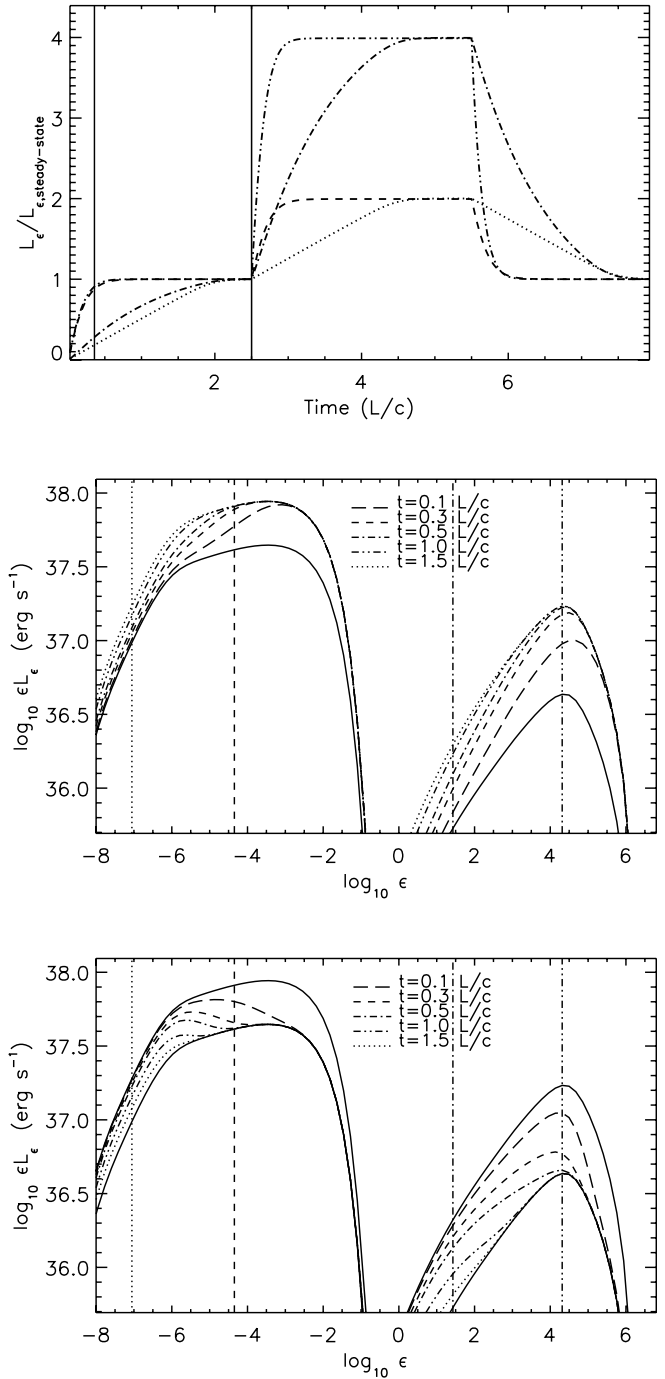 4
3
2
1
0
L_ϵ/L_ϵ,steady−state
2 4 6
Time (L/c)
38.0
37.5
37.0
36.5
36.0
log₁₀ ϵL_ϵ (erg s⁻¹)
t=0.1 L/c
t=0.3 L/c
t=0.5 L/c
t=1.0 L/c
t=1.5 L/c
−8 −6 −4 −2 0 2 4 6
log₁₀ ϵ
38.0
37.5
37.0
36.5
36.0
log₁₀ ϵL_ϵ (erg s⁻¹)
t=0.1 L/c
t=0.3 L/c
t=0.5 L/c
t=1.0 L/c
t=1.5 L/c
−8 −6 −4 −2 0 2 4 6
log₁₀ ϵ